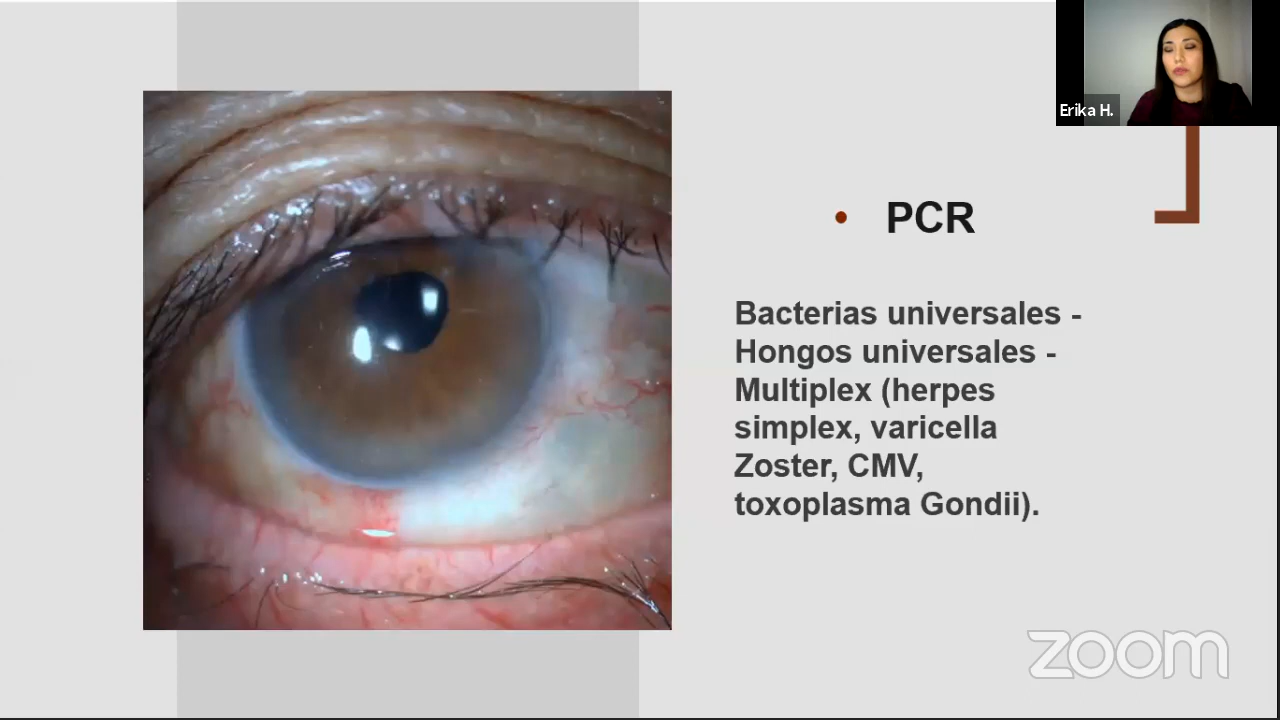 Erika H.
• PCR
Bacterias universales -
Hongos universales -
Multiplex (herpes
simplex, varicella
Zoster, CMV,
toxoplasma Gondii).
zoom